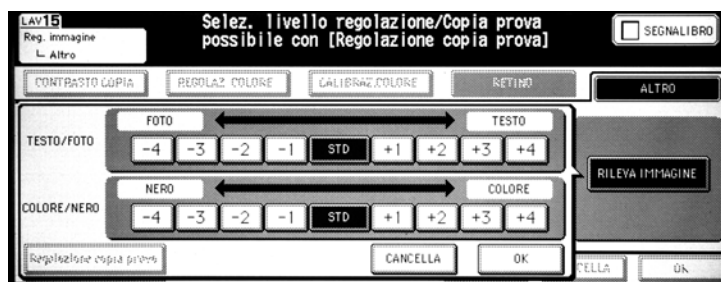 LAV15
Reg. immagine
Altro
Selez. livello regolazione/Copia prova
possibile con [Regolazione copia prova]
SEGNALIBRO
CONTRASTO COPIA
REGOLAZ COLORE
CALIBRAZ.COLORE
RETINO
ALTRO
FOTO
TESTO
TESTO/FOTO
-4 -3 -2 -1 STD +1 +2 +3 +4
RILEVA IMMAGINE
NERO
COLORE
COLORE/NERO
-4 -3 -2 -1 STD +1 +2 +3 +4
Regolazione copia prova
CANCELLA
OK
CELLA
OK